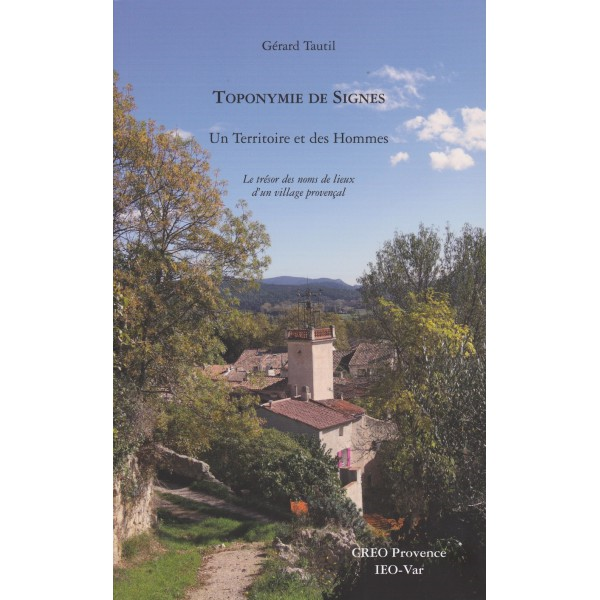 Gérard Tautil
Toponymie de Signes
Un Territoire et des Hommes
Le trésor des noms de lieux
d'un village provençal
CREO Provence
IEO-Var